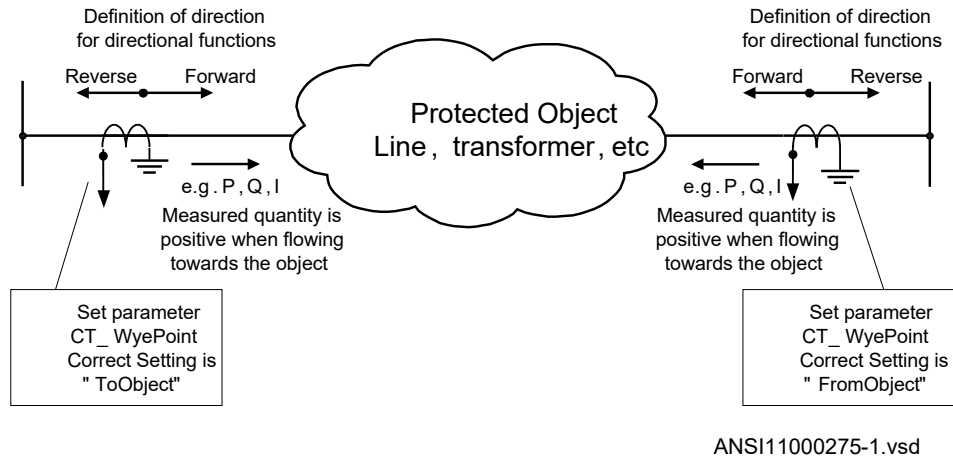 Definition of direction
for directional functions
Reverse Forward
Definition of direction
for directional functions
Forward Reverse
Protected Object
Line, transformer, etc
e.g. P, Q, I
Measured quantity is
positive when flowing
towards the object
e.g. P, Q, I
Measured quantity is
positive when flowing
towards the object
Set parameter
CT_ WyePoint
Correct Setting is
" ToObject"
Set parameter
CT_ WyePoint
Correct Setting is
" FromObject"
ANSI11000275-1.vsd